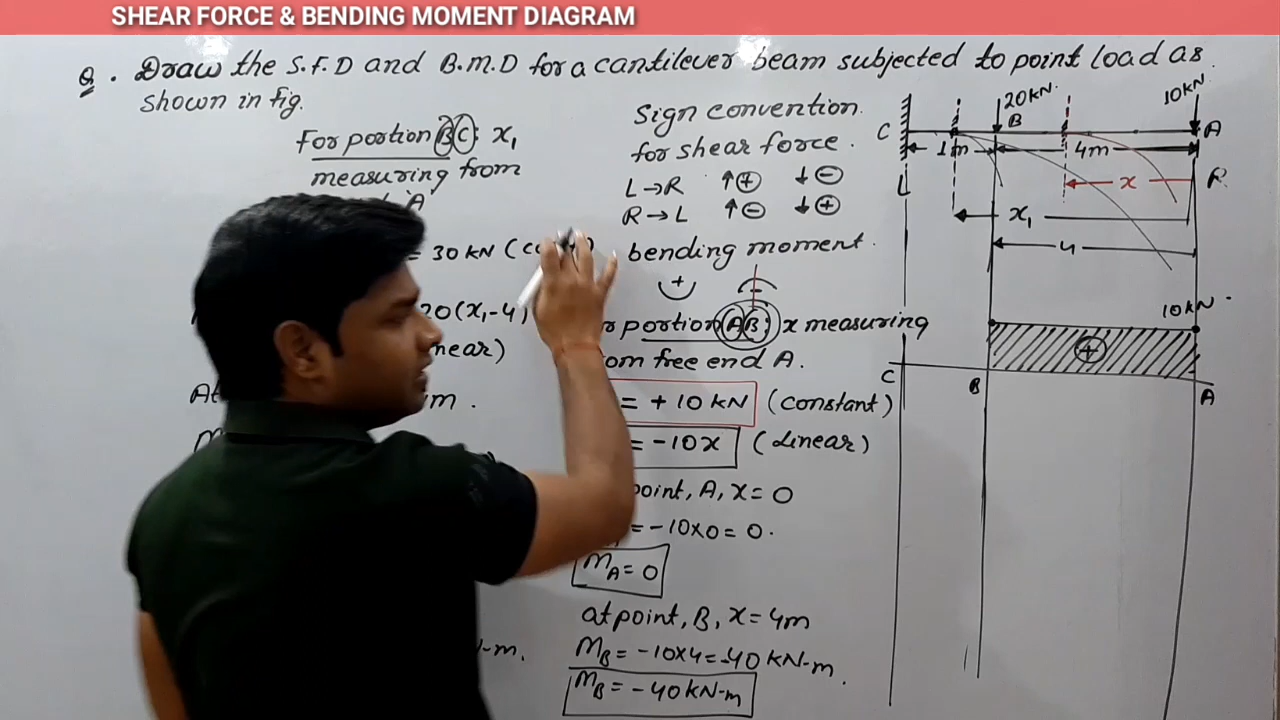 SHEAR FORCE & BENDING MOMENT DIAGRAM
Q. Draw the S.F.D and B.M.D for a cantilever beam subjected to point load as
shown in fig.
For portion BC: x₁
measuring from
A
= 30 kN
20(x₁-4)
At
m.
-m.
Sign convention
for shear force.
L→R ↑⊕ ↓⊖
R→L ↑⊖ ↓⊕
bending moment.
+ -
portion AB: x measuring
from free end A.
= +10 kN (constant)
= -10x (Linear)
point, A, x=0
= -10×0=0.
MA=0
at point, B, x=4m
MB=-10×4=-40 kN-m.
MB=-40kN-m
20kN. 10kN
C B A
1m 4m
L x R
x₁
4
10kN
+
C B A